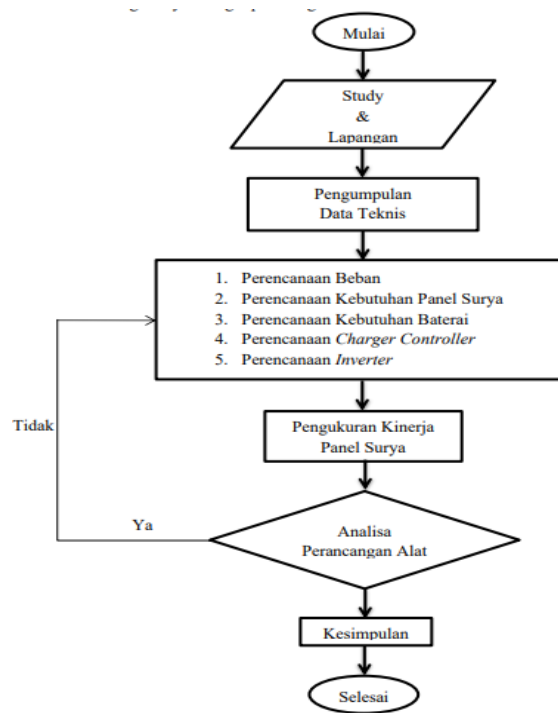 Mulai
Study
&
Lapangan
Pengumpulan
Data Teknis
1. Perencanaan Beban
2. Perencanaan Kebutuhan Panel Surya
3. Perencanaan Kebutuhan Baterai
4. Perencanaan Charger Controller
5. Perencanaan Inverter
Tidak
Pengukuran Kinerja
Panel Surya
Ya
Analisa
Perancangan Alat
Kesimpulan
Selesai